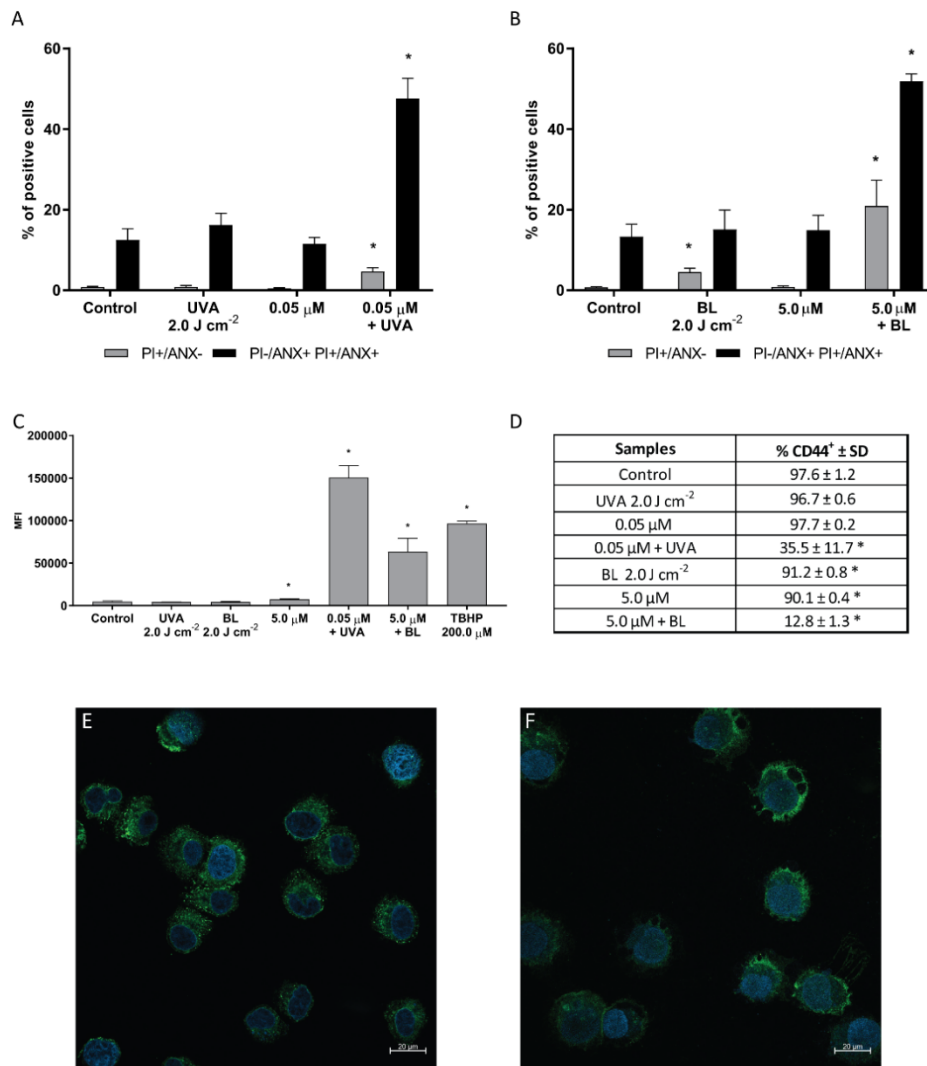 A
B
60
40
20
0
% of positive cells
*
*
Control
UVA
2.0 J cm⁻²
0.05 μM
0.05 μM
+ UVA
PI+/ANX-
PI-/ANX+ PI+/ANX+
60
40
20
0
% of positive cells
*
*
*
Control
BL
2.0 J cm⁻²
5.0 μM
5.0 μM
+ BL
PI+/ANX-
PI-/ANX+ PI+/ANX+
C
200000
150000
100000
50000
0
MFI
*
*
*
*
Control
UVA
2.0 J cm⁻²
BL
2.0 J cm⁻²
5.0 μM
0.05 μM
+ UVA
5.0 μM
+ BL
TBHP
200.0 μM
D
Samples % CD44⁺ ± SD
Control 97.6 ± 1.2
UVA 2.0 J cm⁻² 96.7 ± 0.6
0.05 μM 97.7 ± 0.2
0.05 μM + UVA 35.5 ± 11.7 *
BL 2.0 J cm⁻² 91.2 ± 0.8 *
5.0 μM 90.1 ± 0.4 *
5.0 μM + BL 12.8 ± 1.3 *
E
20 μm
F
20 μm